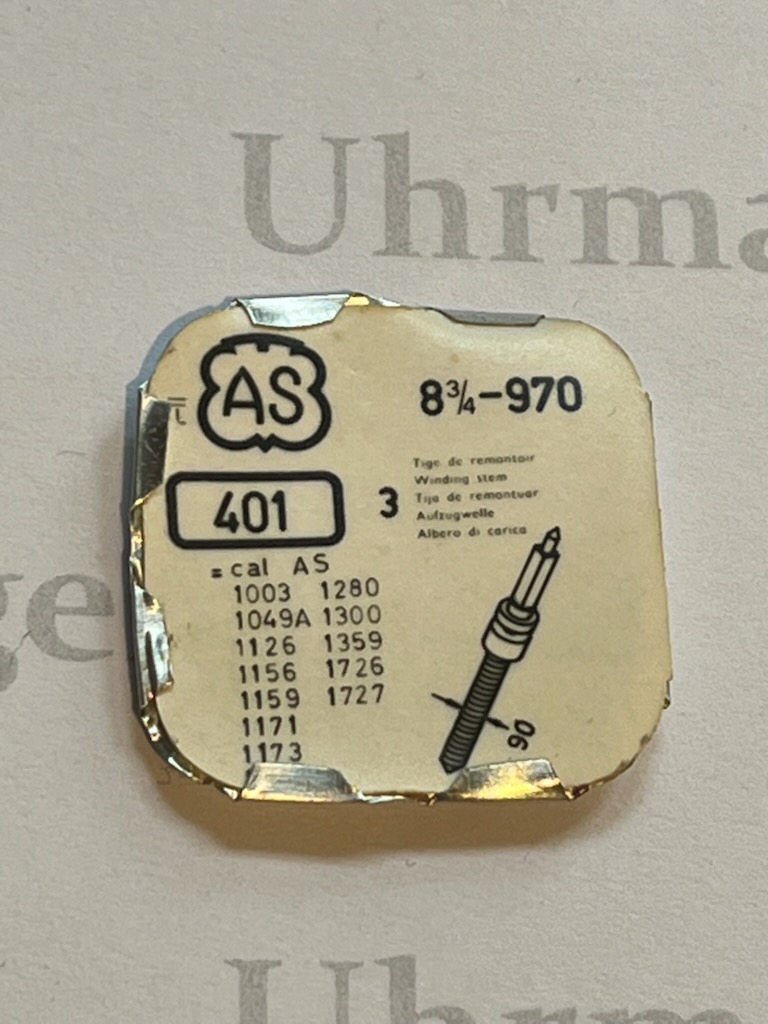 Uhrma
AS
8¾-970
401
3
Tige de remontoir
Winding stem
Tija de remontuar
Aufzugwelle
Albero di carica
= cal AS
1003 1280
1049A 1300
1126 1359
1156 1726
1159 1727
1171
1173
90
ge
Uhrm